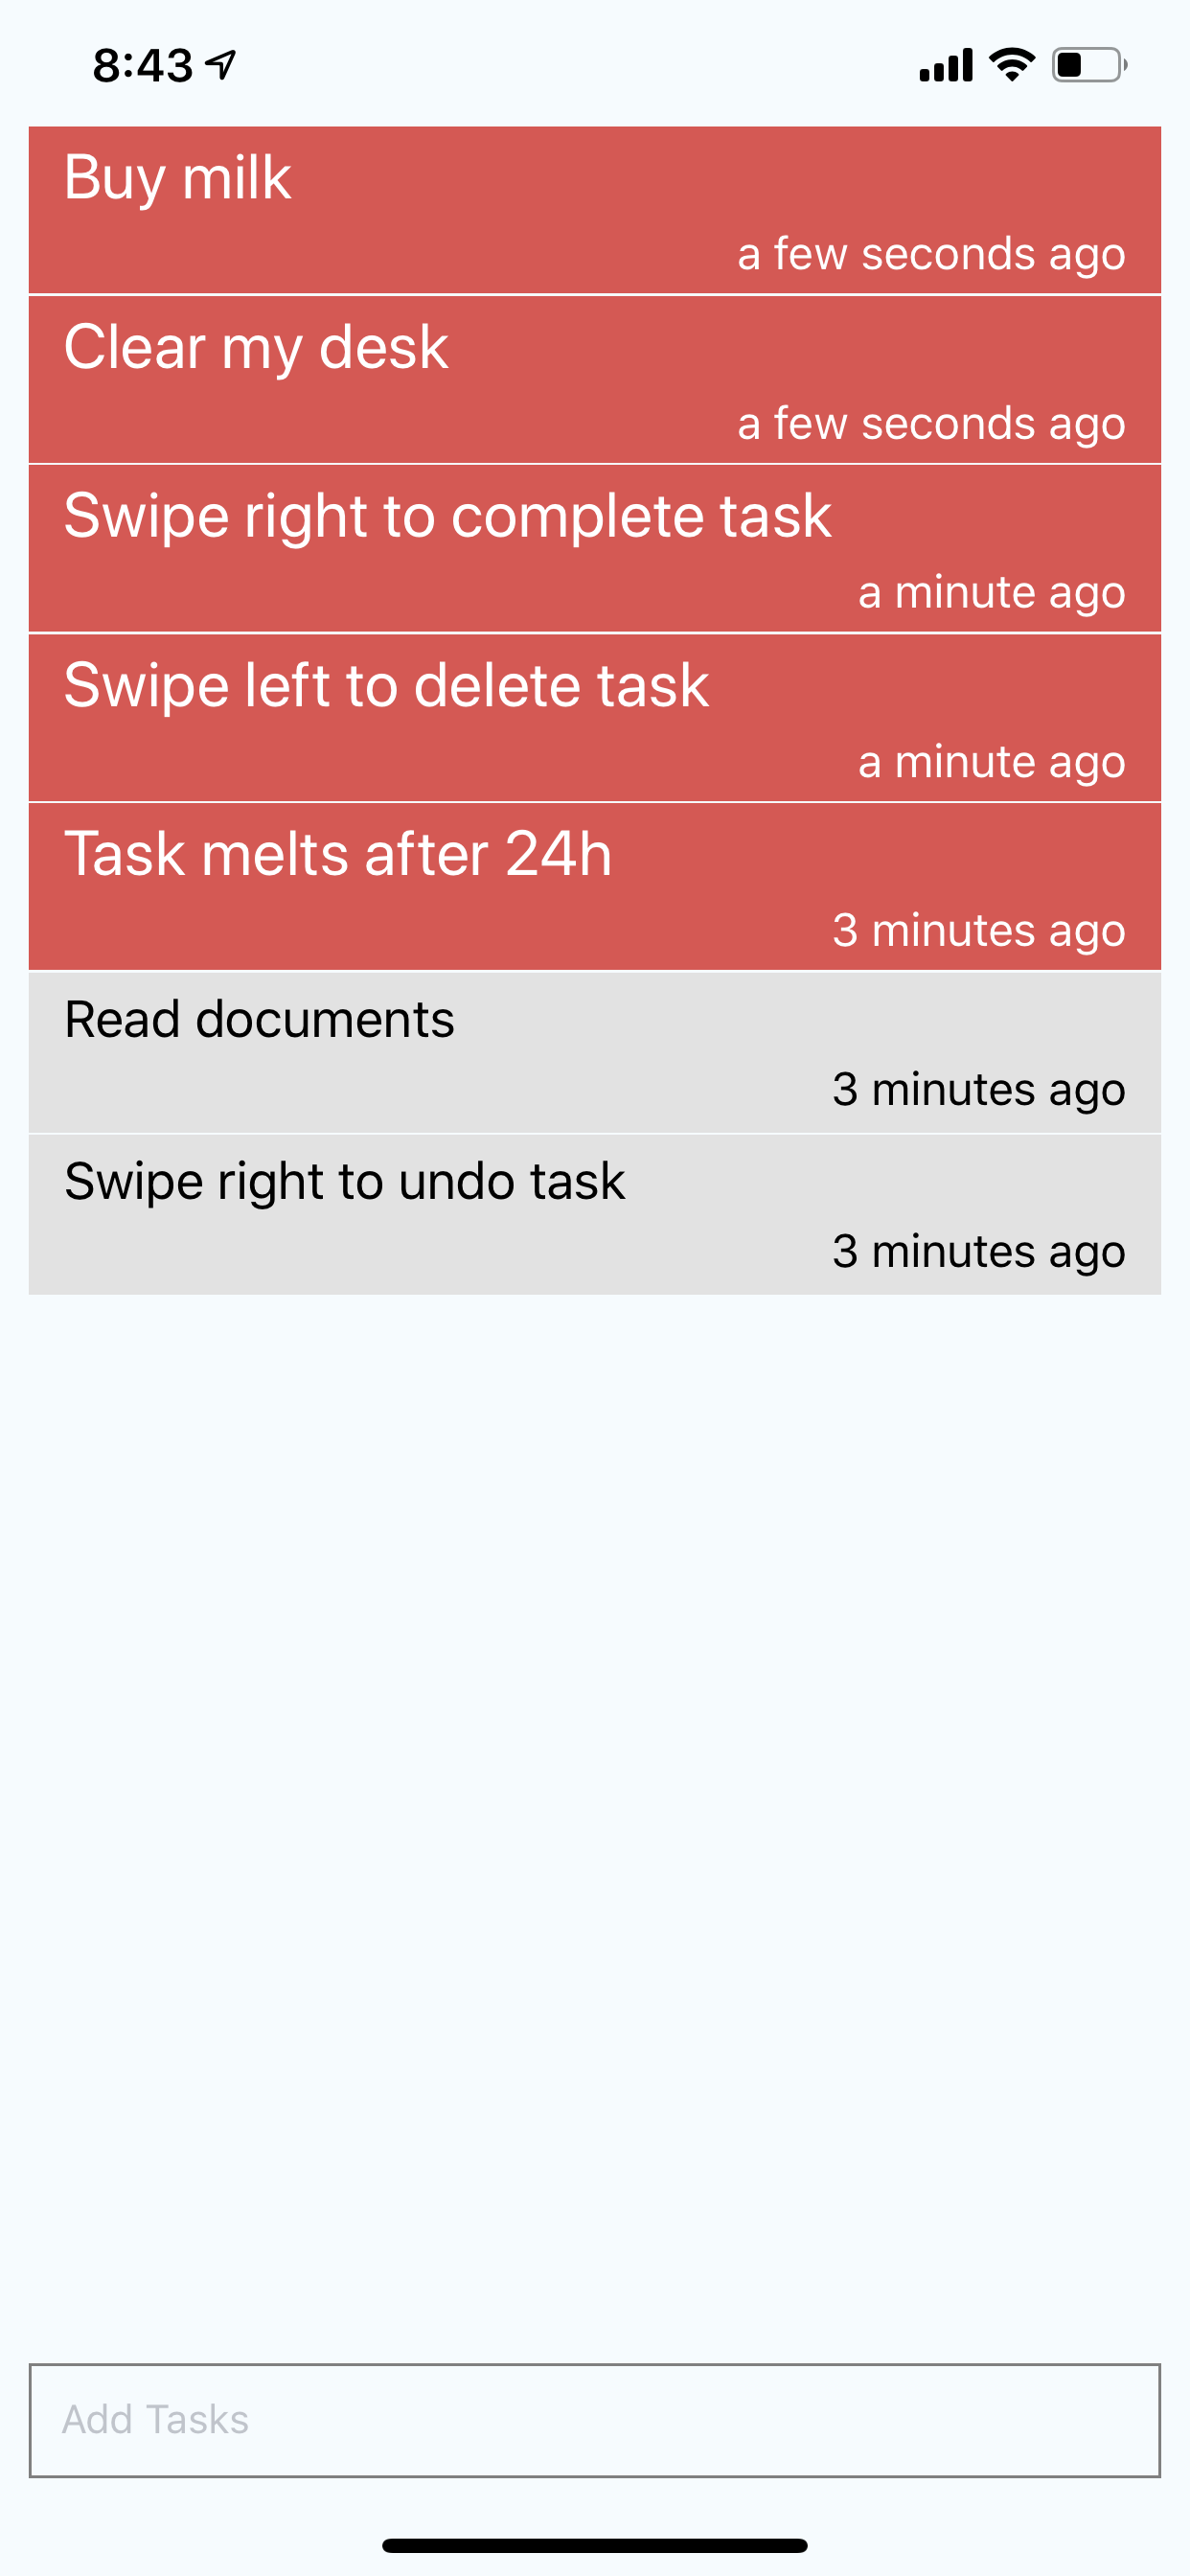 8:43
Buy milk
a few seconds ago
Clear my desk
a few seconds ago
Swipe right to complete task
a minute ago
Swipe left to delete task
a minute ago
Task melts after 24h
3 minutes ago
Read documents
3 minutes ago
Swipe right to undo task
3 minutes ago
Add Tasks